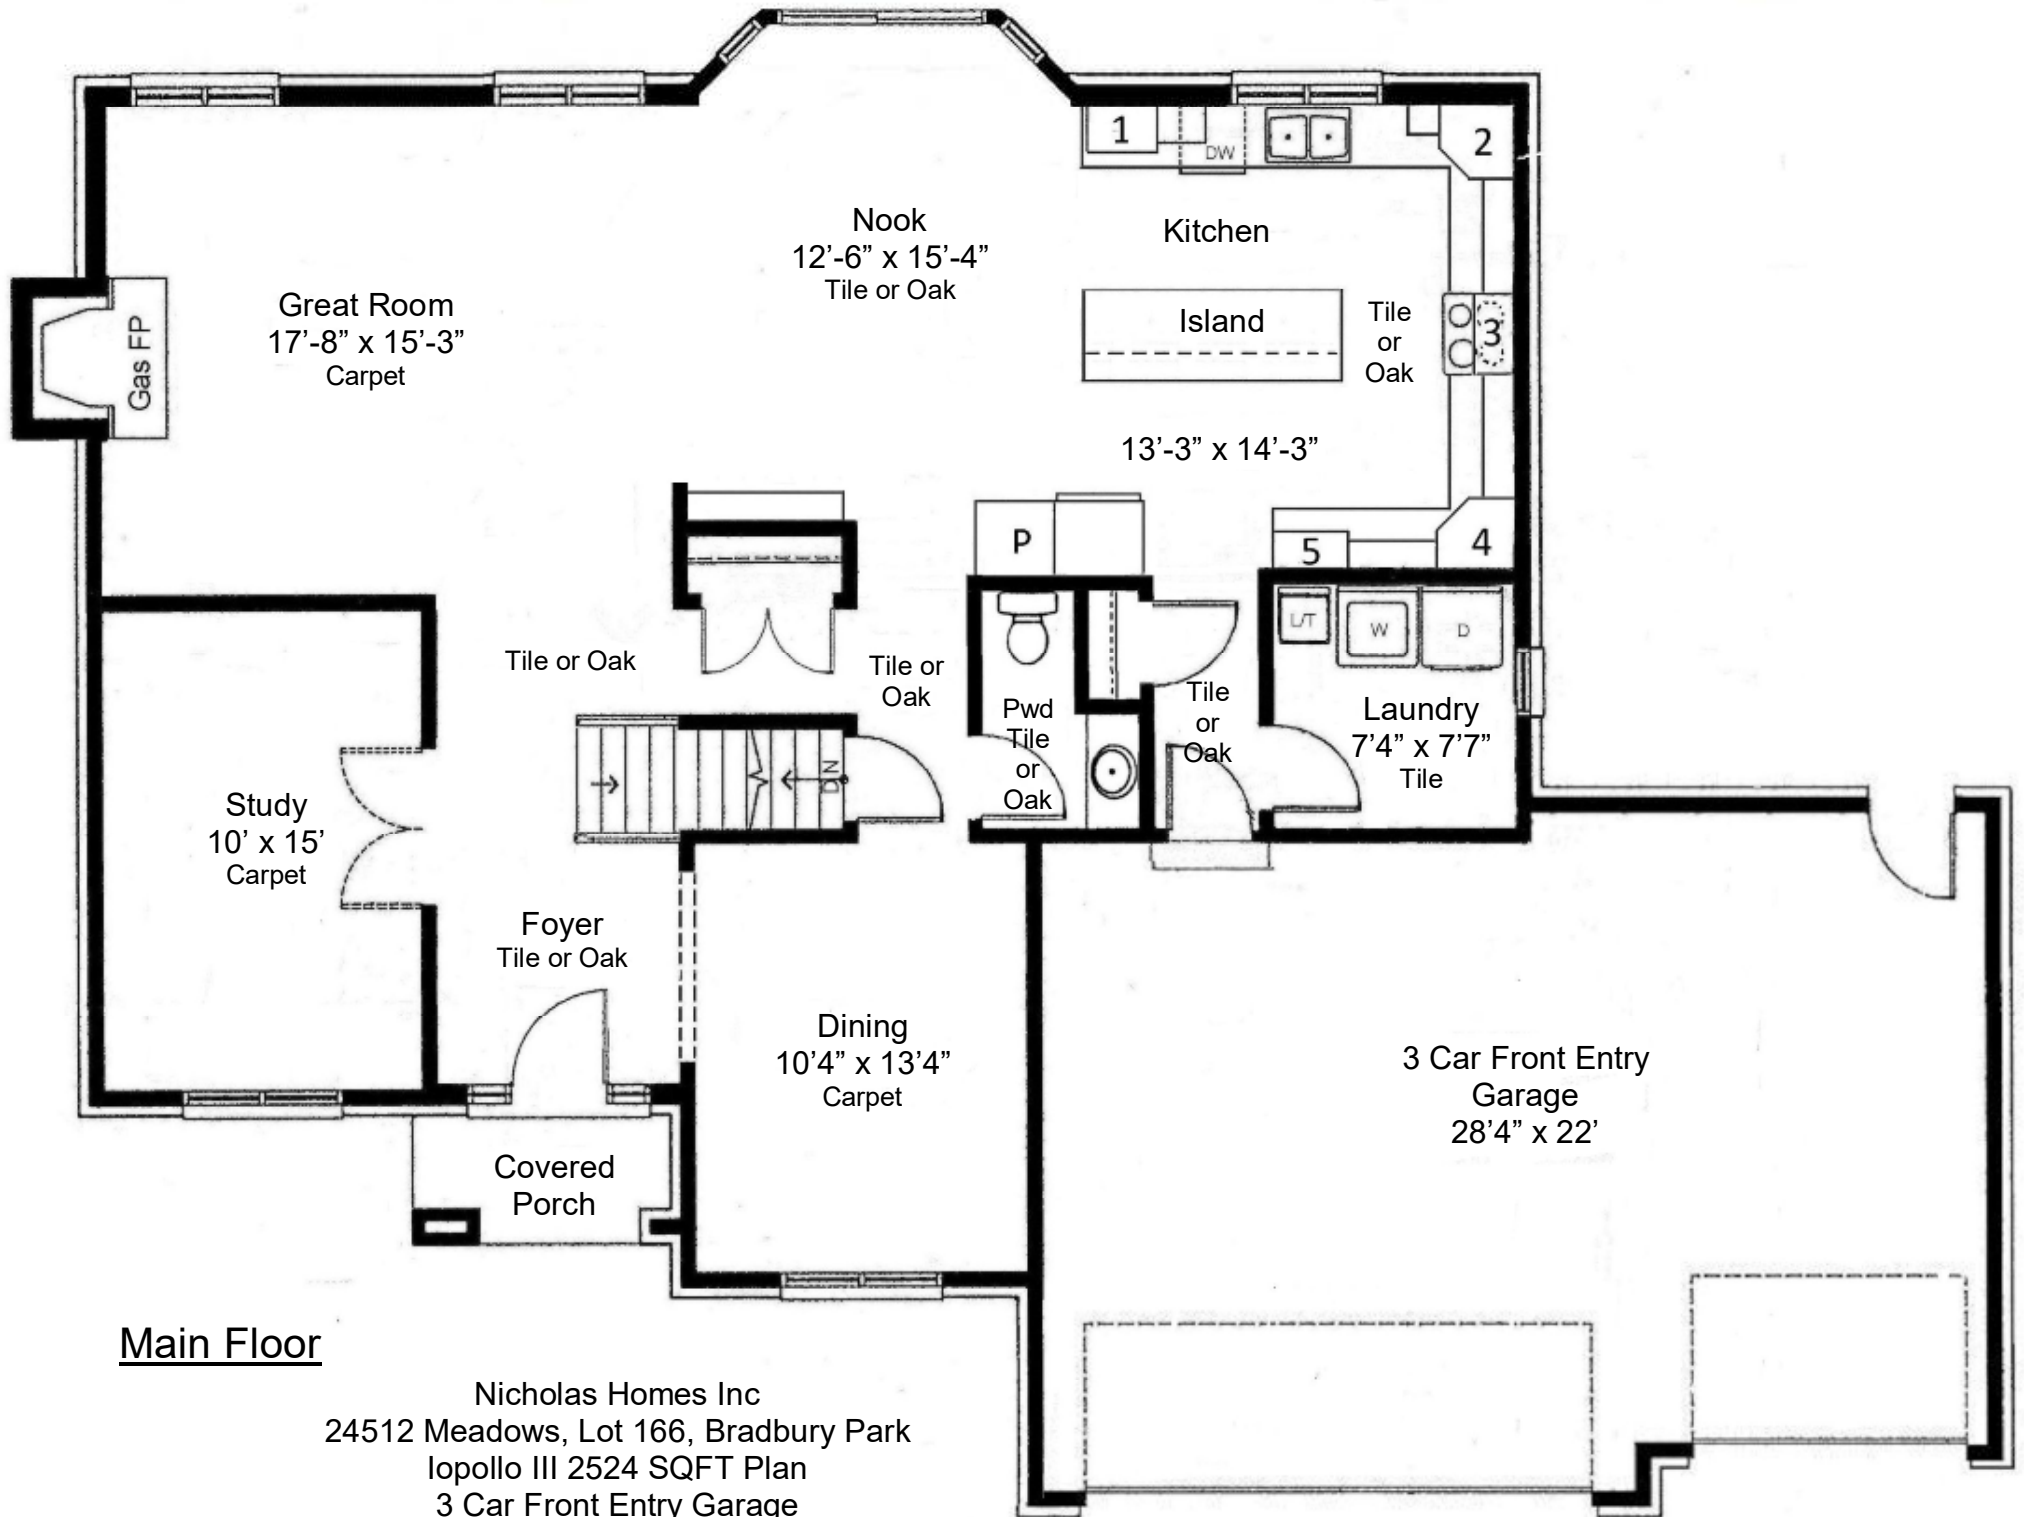 1
2
DW
Nook
12’-6” x 15’-4”
Tile or Oak
Kitchen
Great Room
17’-8” x 15’-3”
Carpet
Gas FP
Island
Tile
or
Oak
3
13’-3” x 14’-3”
P
5
4
L/T
W
D
Tile or Oak
Tile or
Oak
Pwd
Tile
or
Oak
Tile
or
Oak
Laundry
7’4” x 7’7”
Tile
DN
Study
10’ x 15’
Carpet
Foyer
Tile or Oak
Dining
10’4” x 13’4”
Carpet
3 Car Front Entry
Garage
28’4” x 22’
Covered
Porch
Main Floor
Nicholas Homes Inc
24512 Meadows, Lot 166, Bradbury Park
Iopollo III 2524 SQFT Plan
3 Car Front Entry Garage